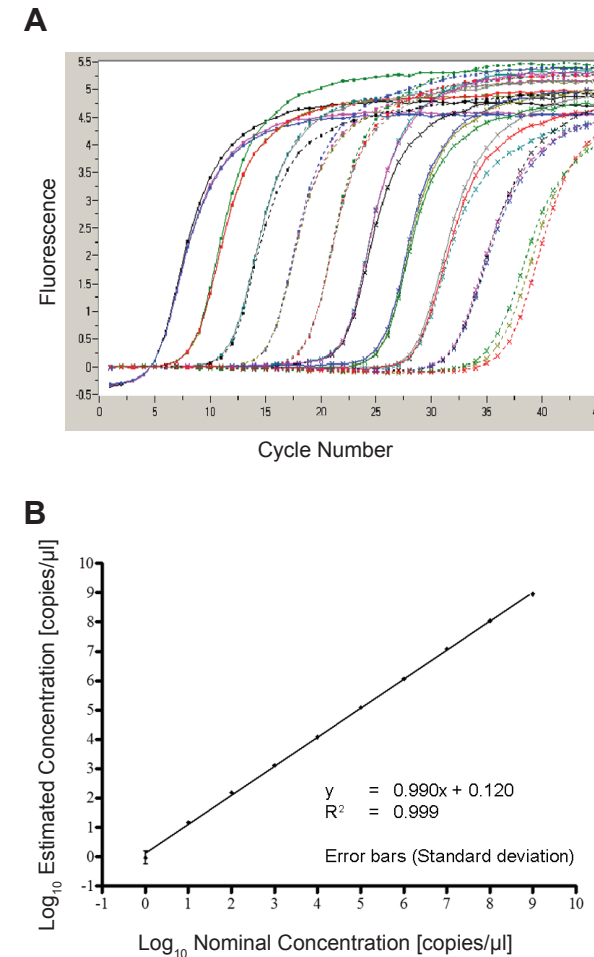 A
Fluorescence
5.5
5
4.5
4
3.5
3
2.5
2
1.5
1
0.5
0
-0.5
0 5 10 15 20 25 30 35 40
Cycle Number
B
Log₁₀ Estimated Concentration [copies/µl]
10
9
8
7
6
5
4
3
2
1
0
-1
y = 0.990x + 0.120
R² = 0.999
Error bars (Standard deviation)
-1 0 1 2 3 4 5 6 7 8 9 10
Log₁₀ Nominal Concentration [copies/µl]